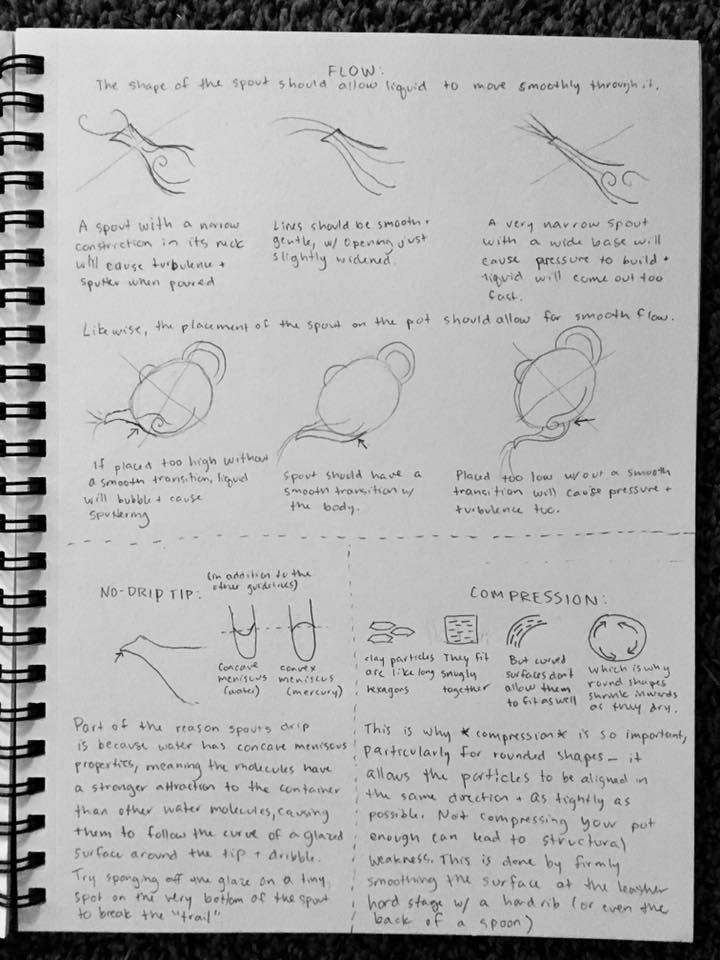 FLOW:
The shape of the spout should allow liquid to move smoothly through it.
A spout with a narrow
constriction in its neck
will cause turbulence +
sputter when poured
Lines should be smooth +
gentle, w/ opening just
slightly widened.
A very narrow spout
with a wide base will
cause pressure to build +
liquid will come out too
fast.
Likewise, the placement of the spout on the pot should allow for smooth flow.
If placed too high without
a smooth transition, liquid
will bubble + cause
sputtering
Spout should have a
smooth transition w/
the body.
Placed too low w/out a smooth
transition will cause pressure +
turbulence too.
NO-DRIP TIP:
(in addition to the
other guidelines)
concave
meniscus
(water)
convex
meniscus
(mercury)
Part of the reason spouts drip
is because water has concave meniscus
properties, meaning the molecules have
a stronger attraction to the container
than other water molecules, causing
them to follow the curve of a glazed
surface around the tip + dribble.
Try sponging off the glaze on a tiny
spot on the very bottom of the spout
to break the "trail"
COMPRESSION:
clay particles
are like long
hexagons
They fit
snugly
together
But curved
surfaces don't
allow them
to fit as well
which is why
round shapes
shrink inwards
as they dry.
This is why *compression* is so important,
particularly for rounded shapes – it
allows the particles to be aligned in
the same direction + as tightly as
possible. Not compressing your pot
enough can lead to structural
weakness. This is done by firmly
smoothing the surface at the leather
hard stage w/ a hard rib (or even the
back of a spoon)